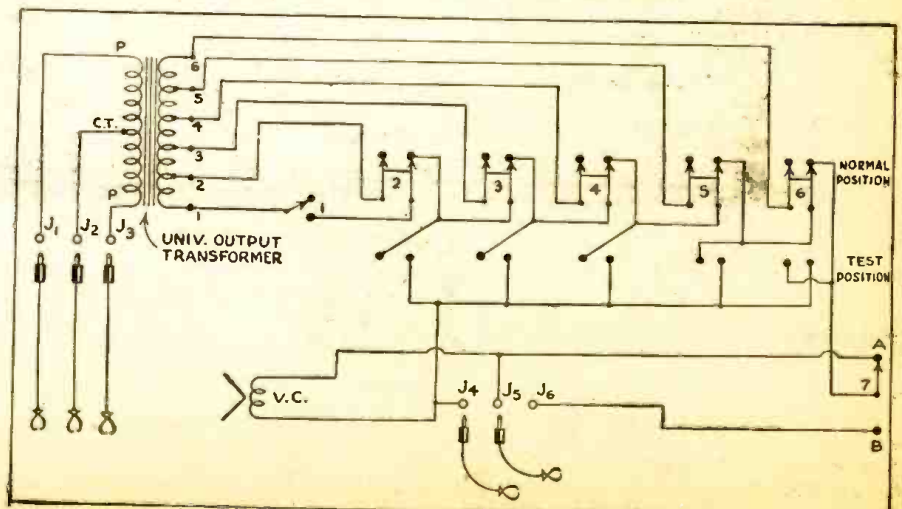 P
C.T.
P
6
5
4
3
2
1
J1 J2 J3
UNIV. OUTPUT
TRANSFORMER
1
2 3 4 5 6
NORMAL
POSITION
TEST
POSITION
V.C.
J4 J5 J6
A
7
B